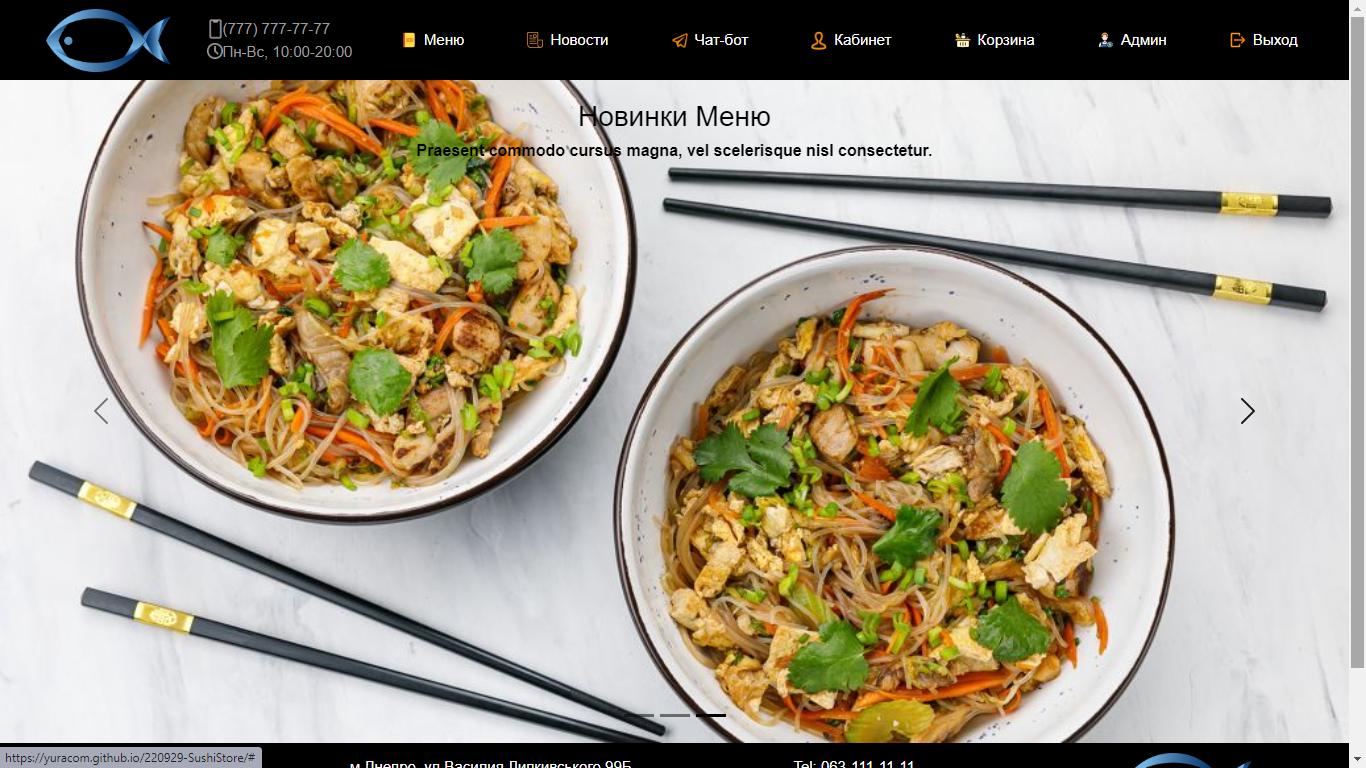 (777) 777-77-77
Пн-Вс, 10:00-20:00
Меню
Новости
Чат-бот
Кабинет
Корзина
Админ
Выход
Новинки Меню
Praesent commodo cursus magna, vel scelerisque nisl consectetur.
https://yuracom.github.io/220929-SushiStore/#
м.Днепро, ул.Василия Липкивського 99Б
Tel: 063 111 11 11